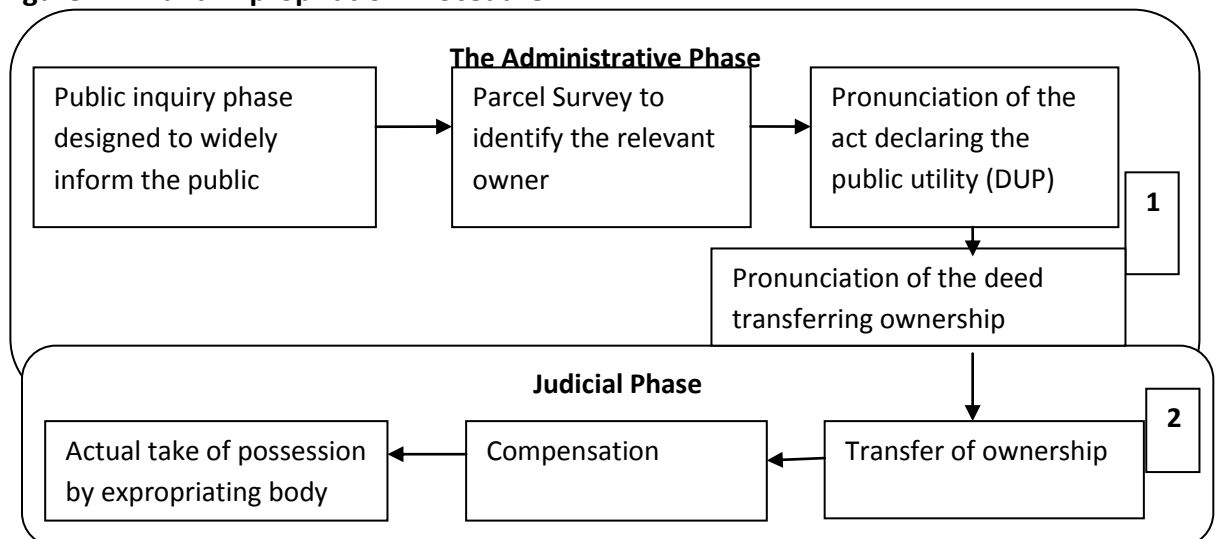 The Administrative Phase
Public inquiry phase
designed to widely
inform the public
Parcel Survey to
identify the relevant
owner
Pronunciation of the
act declaring the
public utility (DUP)
1
Pronunciation of the deed
transferring ownership
Judicial Phase
2
Transfer of ownership
Compensation
Actual take of possession
by expropriating body